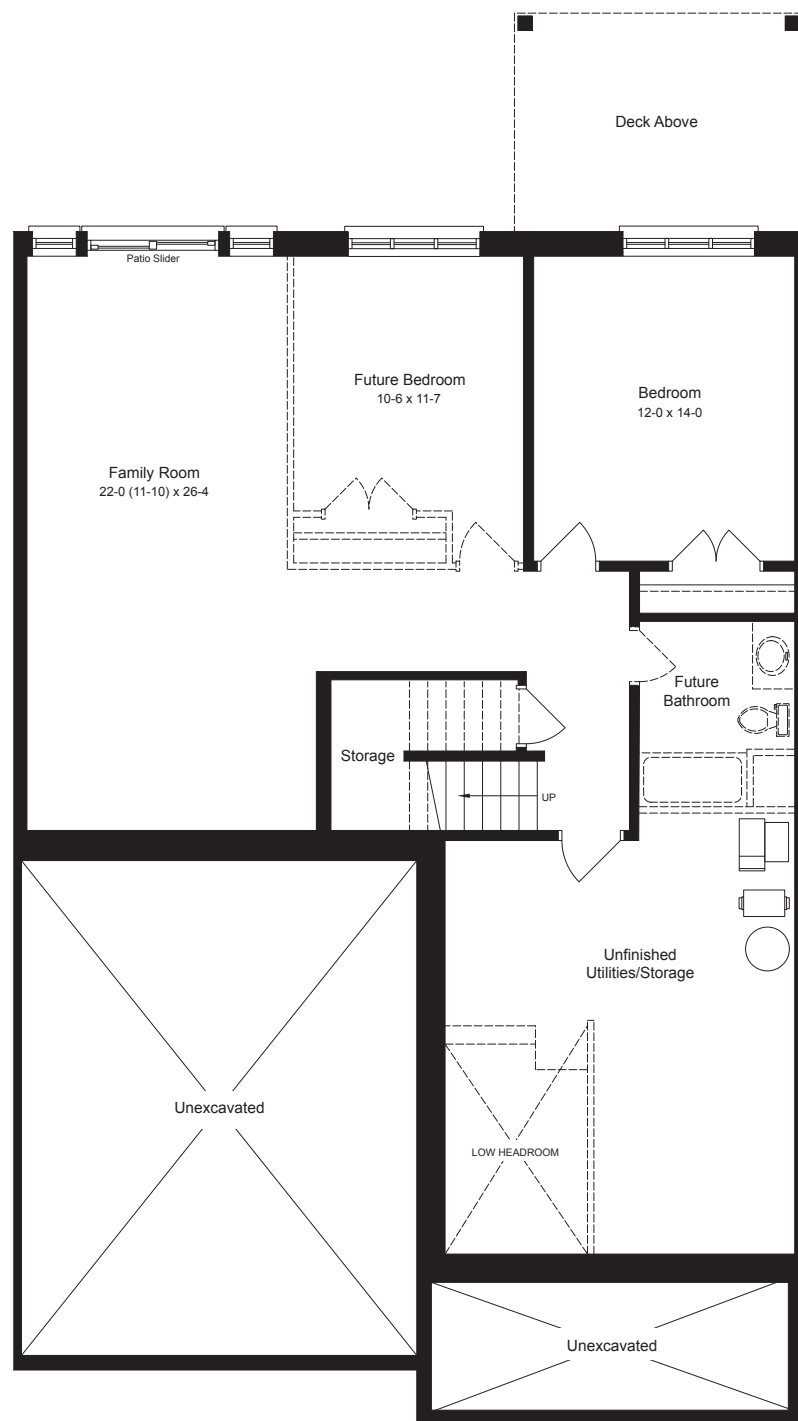 Deck Above
Patio Slider
Future Bedroom
10-6 x 11-7
Bedroom
12-0 x 14-0
Family Room
22-0 (11-10) x 26-4
Future
Bathroom
Storage
UP
Unfinished
Utilities/Storage
Unexcavated
LOW HEADROOM
Unexcavated